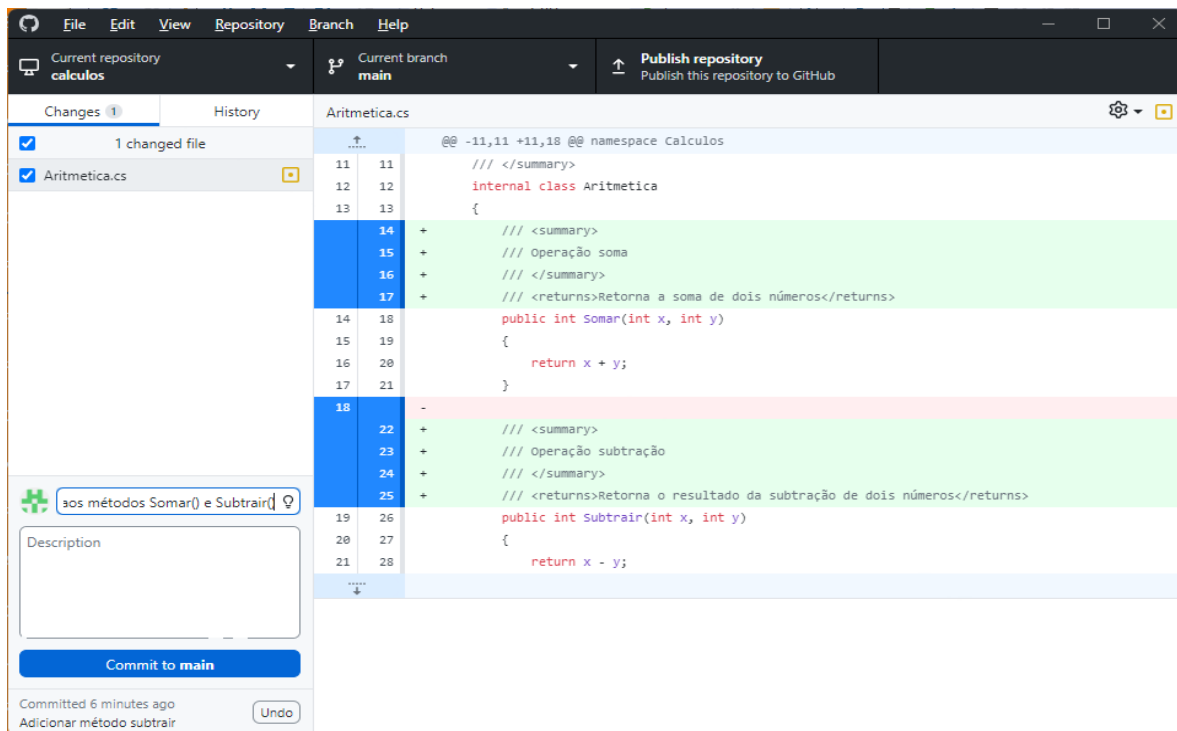 File Edit View Repository Branch Help
Current repository
calculos
Current branch
main
Publish repository
Publish this repository to GitHub
Changes 1 History
1 changed file
Aritmetica.cs
Aritmetica.cs
@@ -11,11 +11,18 @@ namespace Calculos
11 11 /// </summary>
12 12 internal class Aritmetica
13 13 {
14 + /// <summary>
15 + /// Operação soma
16 + /// </summary>
17 + /// <returns>Retorna a soma de dois números</returns>
14 18 public int Somar(int x, int y)
15 19 {
16 20 return x + y;
17 21 }
18 -
22 + /// <summary>
23 + /// Operação subtração
24 + /// </summary>
25 + /// <returns>Retorna o resultado da subtração de dois números</returns>
19 26 public int Subtrair(int x, int y)
20 27 {
21 28 return x - y;
aos métodos Somar() e Subtrair()
Description
Commit to main
Committed 6 minutes ago
Adicionar método subtrair
Undo